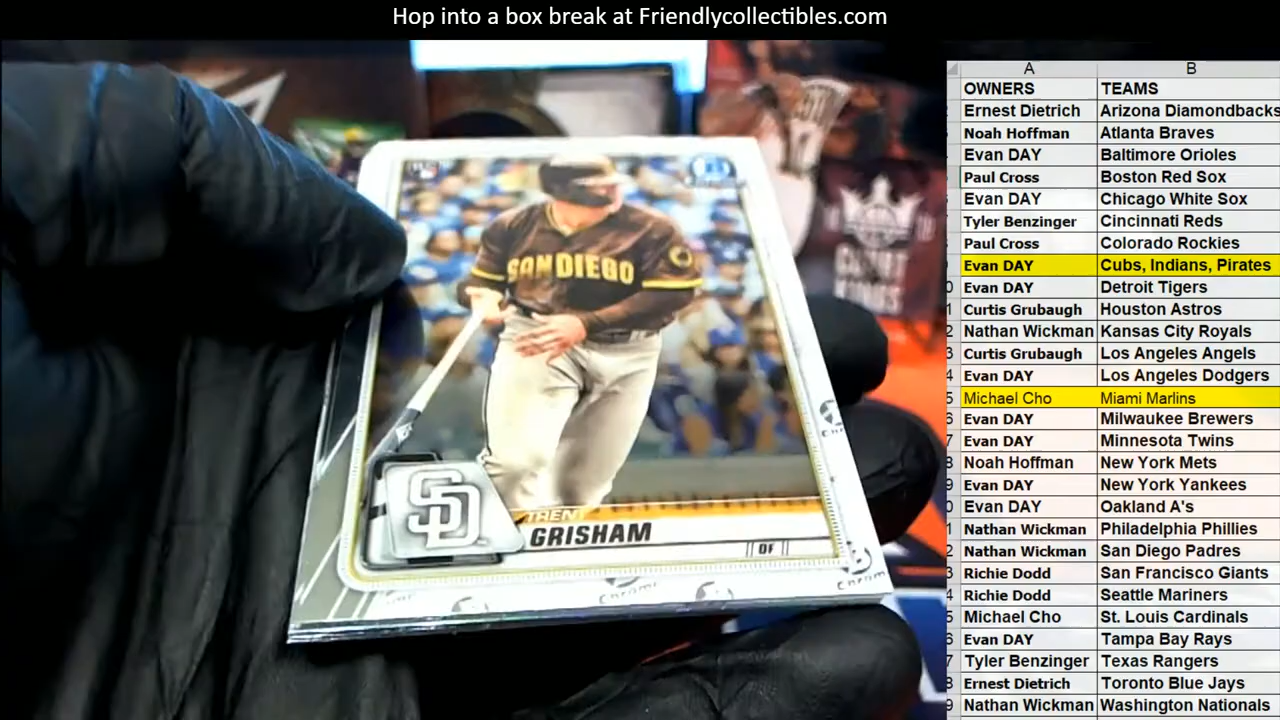 Hop into a box break at Friendlycollectibles.com
SAN DIEGO
SD
TRENT
GRISHAM
OF
Chrome
Chrome
COURT
KINGS
A B
OWNERS TEAMS
Ernest Dietrich Arizona Diamondbacks
Noah Hoffman Atlanta Braves
Evan DAY Baltimore Orioles
Paul Cross Boston Red Sox
Evan DAY Chicago White Sox
Tyler Benzinger Cincinnati Reds
Paul Cross Colorado Rockies
Evan DAY Cubs, Indians, Pirates
Evan DAY Detroit Tigers
Curtis Grubaugh Houston Astros
Nathan Wickman Kansas City Royals
Curtis Grubaugh Los Angeles Angels
Evan DAY Los Angeles Dodgers
Michael Cho Miami Marlins
Evan DAY Milwaukee Brewers
Evan DAY Minnesota Twins
Noah Hoffman New York Mets
Evan DAY New York Yankees
Evan DAY Oakland A's
Nathan Wickman Philadelphia Phillies
Nathan Wickman San Diego Padres
Richie Dodd San Francisco Giants
Richie Dodd Seattle Mariners
Michael Cho St. Louis Cardinals
Evan DAY Tampa Bay Rays
Tyler Benzinger Texas Rangers
Ernest Dietrich Toronto Blue Jays
Nathan Wickman Washington Nationals